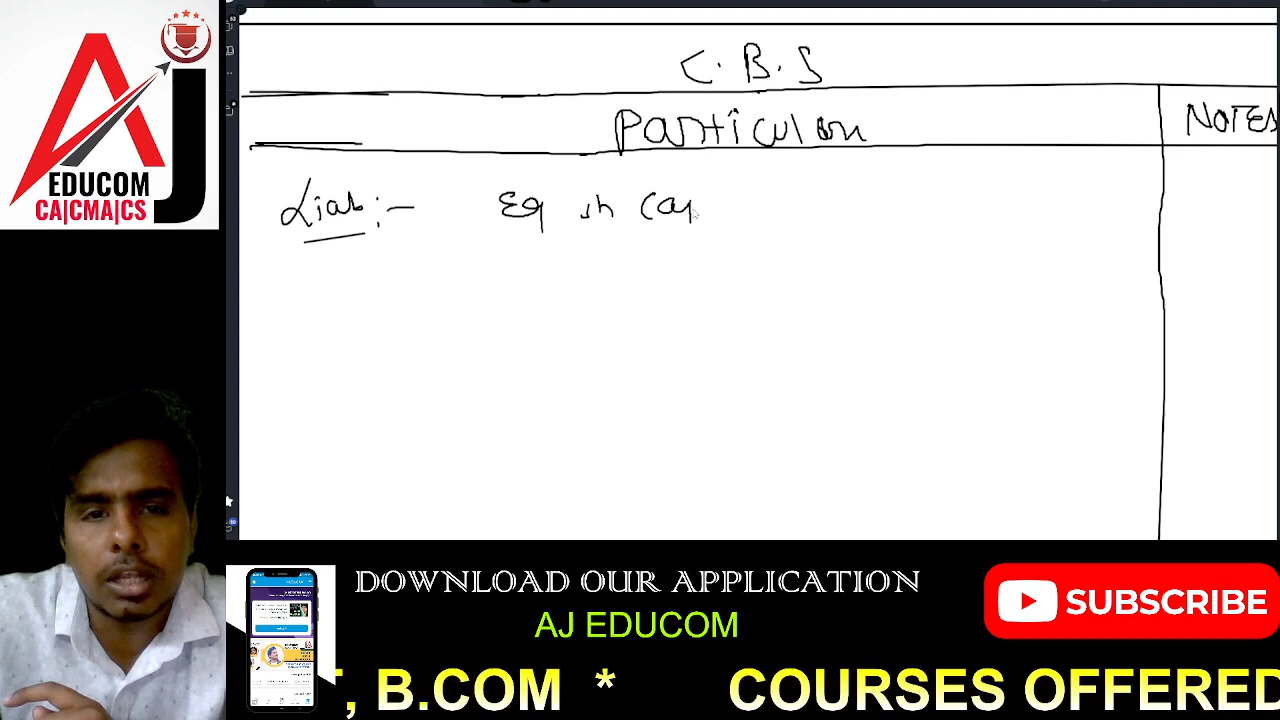 AJ
EDUCOM
CA|CMA|CS
C. B. S
Particulars
NOTES
Liab :-
Eq sh Cap
DOWNLOAD OUR APPLICATION
AJ EDUCOM
SUBSCRIBE
T, B.COM * COURSES OFFERED